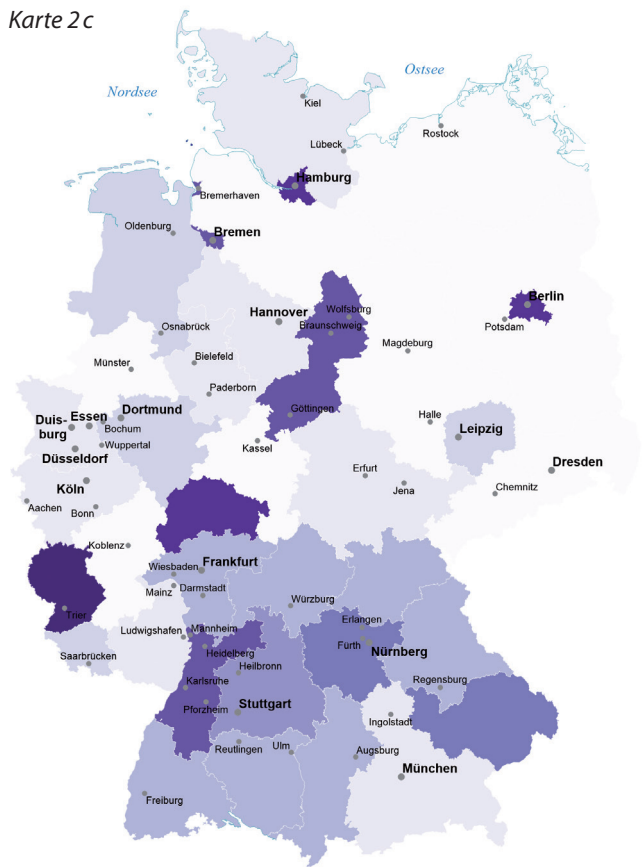 Karte 2 c
Ostsee
Nordsee
Kiel
Rostock
Lübeck
Hamburg
Bremerhaven
Oldenburg
Bremen
Berlin
Wolfsburg
Hannover
Braunschweig
Potsdam
Osnabrück
Magdeburg
Bielefeld
Münster
Paderborn
Göttingen
Halle
Dortmund
Duis-
burg
Essen
Bochum
Leipzig
Wuppertal
Kassel
Düsseldorf
Dresden
Erfurt
Köln
Jena
Chemnitz
Aachen
Bonn
Koblenz
Frankfurt
Wiesbaden
Mainz
Darmstadt
Würzburg
Trier
Erlangen
Ludwigshafen
Mannheim
Fürth
Nürnberg
Heidelberg
Saarbrücken
Heilbronn
Regensburg
Karlsruhe
Pforzheim
Stuttgart
Ingolstadt
Reutlingen
Ulm
Augsburg
München
Freiburg